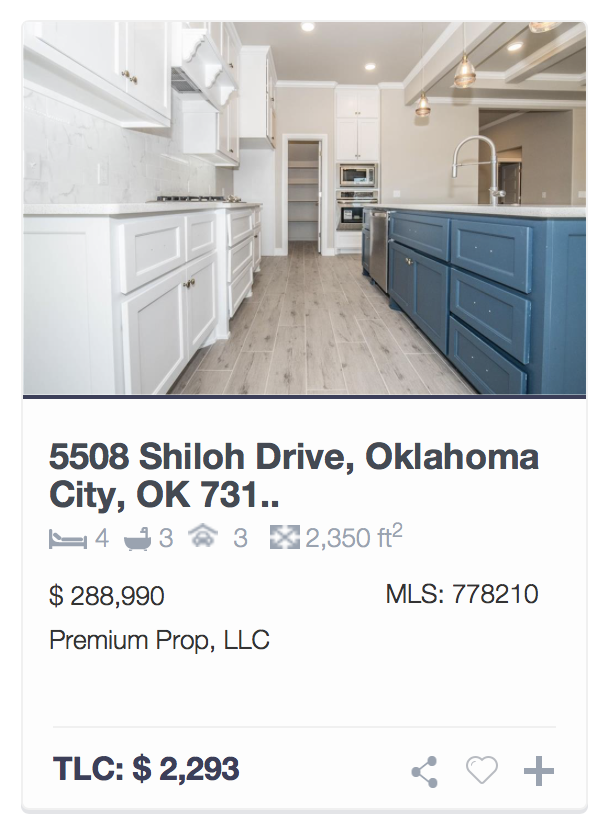 5508 Shiloh Drive, Oklahoma
City, OK 731..
4 3 3 2,350 ft²
$ 288,990 MLS: 778210
Premium Prop, LLC
TLC: $ 2,293